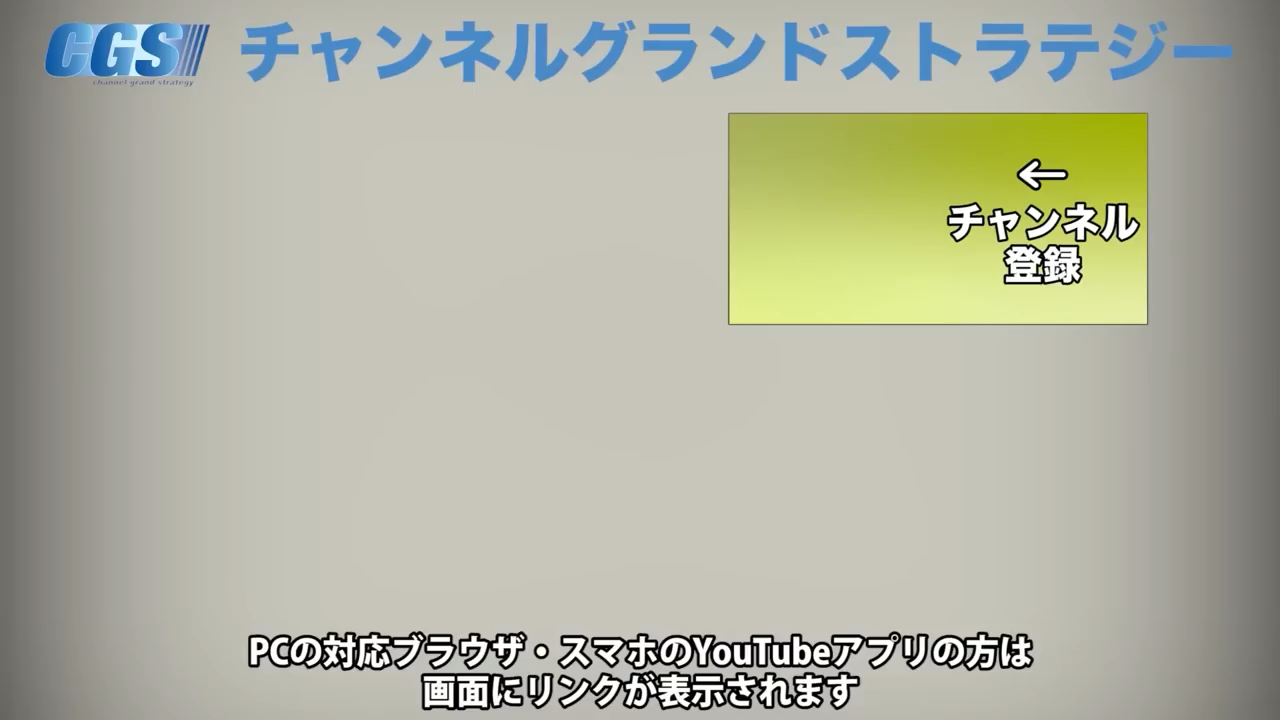 CGS チャンネルグランドストラテジー
channel grand strategy
←
チャンネル
登録
PCの対応ブラウザ・スマホのYouTubeアプリの方は
画面にリンクが表示されます